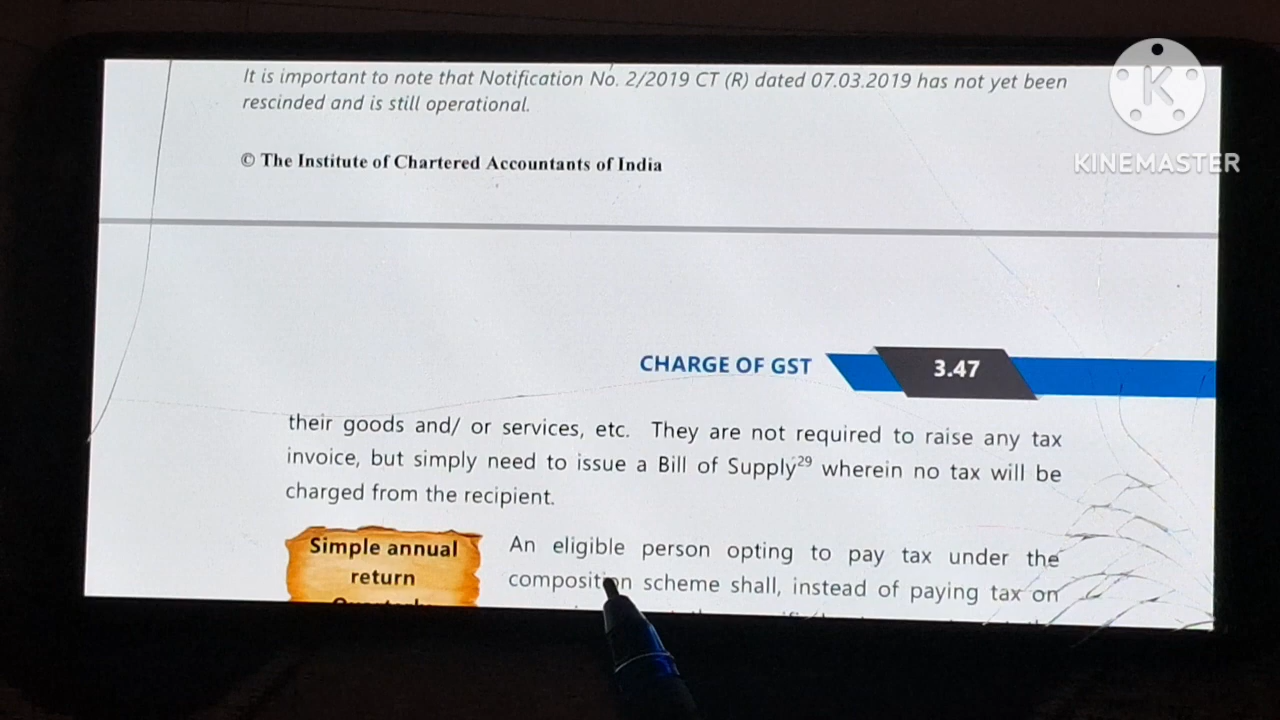 It is important to note that Notification No. 2/2019 CT (R) dated 07.03.2019 has not yet been
rescinded and is still operational.
© The Institute of Chartered Accountants of India
K
KINEMASTER
CHARGE OF GST 3.47
their goods and/ or services, etc. They are not required to raise any tax
invoice, but simply need to issue a Bill of Supply29 wherein no tax will be
charged from the recipient.
Simple annual
return
An eligible person opting to pay tax under the
scheme shall, instead of paying tax on